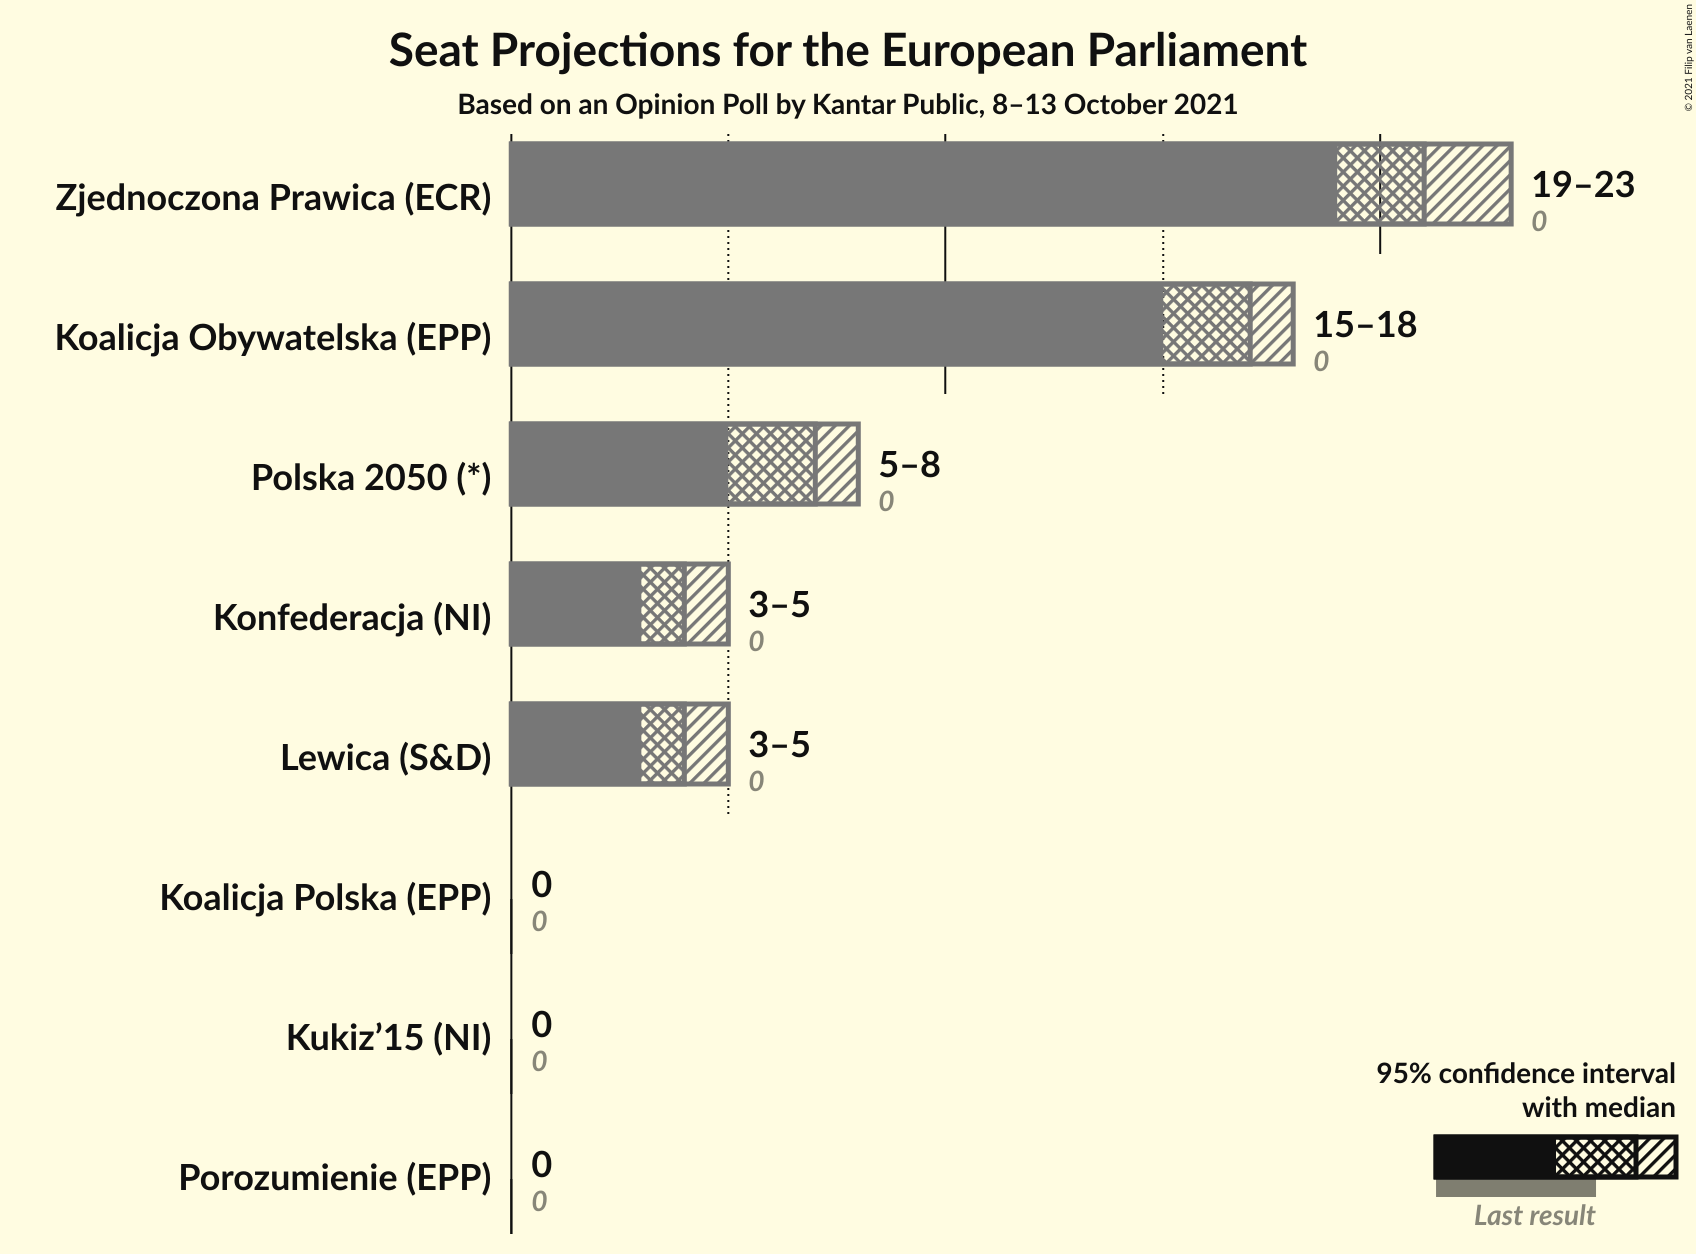 Seat Projections for the European Parliament
Based on an Opinion Poll by Kantar Public, 8–13 October 2021
© 2021 Filip van Laenen
Zjednoczona Prawica (ECR)
19–23
0
Koalicja Obywatelska (EPP)
15–18
0
Polska 2050 (*)
5–8
0
Konfederacja (NI)
3–5
0
Lewica (S&D)
3–5
0
Koalicja Polska (EPP)
0
0
Kukiz’15 (NI)
0
0
Porozumienie (EPP)
0
0
95% confidence interval
with median
Last result